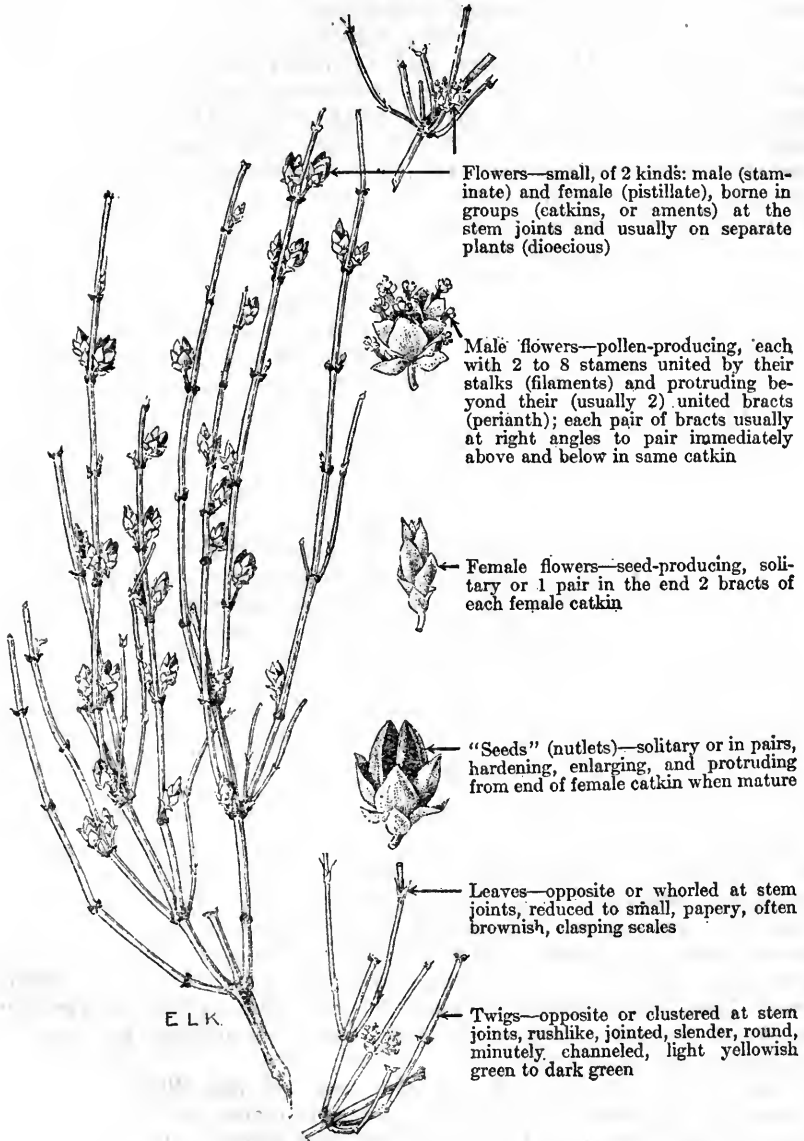 Flowers—small, of 2 kinds: male (stam-
inate) and female (pistillate), borne in
groups (catkins, or aments) at the
stem joints and usually on separate
plants (dioecious)
Male flowers—pollen-producing, each
with 2 to 8 stamens united by their
stalks (filaments) and protruding be-
yond their (usually 2) united bracts
(perianth); each pair of bracts usually
at right angles to pair immediately
above and below in same catkin
Female flowers—seed-producing, soli-
tary or 1 pair in the end 2 bracts of
each female catkin
"Seeds" (nutlets)—solitary or in pairs,
hardening, enlarging, and protruding
from end of female catkin when mature
Leaves—opposite or whorled at stem
joints, reduced to small, papery, often
brownish, clasping scales
E L K.
Twigs—opposite or clustered at stem
joints, rushlike, jointed, slender, round,
minutely channeled, light yellowish
green to dark green